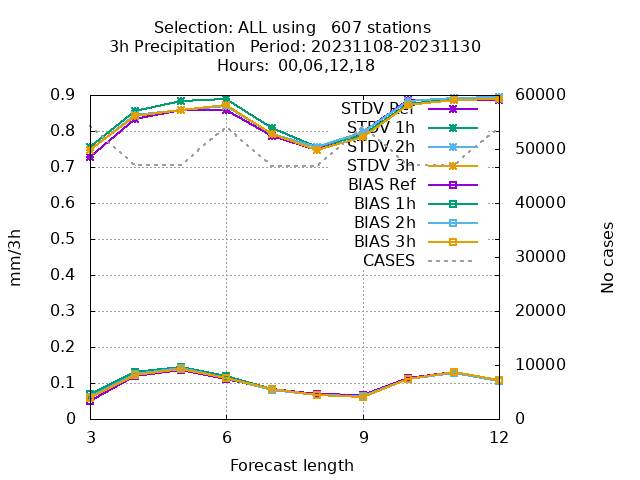 Selection: ALL using 607 stations
3h Precipitation Period: 20231108-20231130
Hours: 00,06,12,18
0.9
0.8
0.7
0.6
0.5
0.4
0.3
0.2
0.1
0
mm/3h
60000
50000
40000
30000
20000
10000
0
No cases
STDV Ref
STDV 1h
STDV 2h
STDV 3h
BIAS Ref
BIAS 1h
BIAS 2h
BIAS 3h
CASES
3 6 9 12
Forecast length